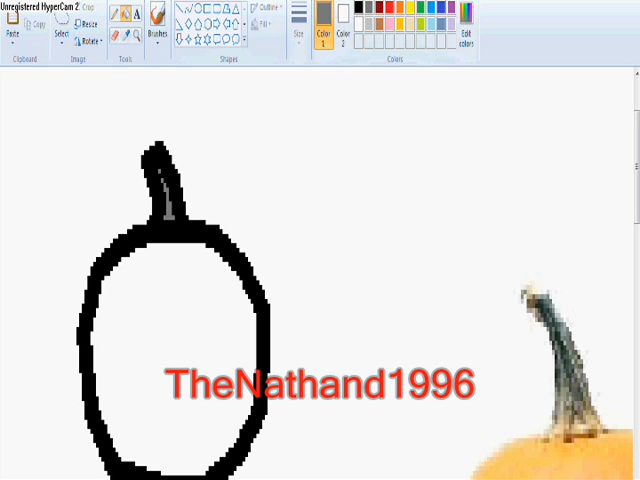 Unregistered HyperCam 2
Crop
Paste
Copy
Select
Resize
Rotate
A
Brushes
Outline
Fill
Size
Color 1
Color 2
Edit colors
Clipboard
Image
Tools
Shapes
Colors
TheNathand1996